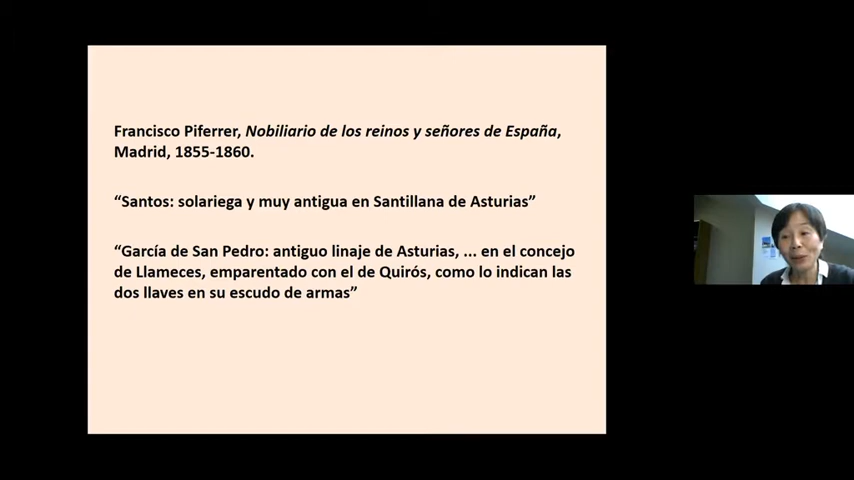 Francisco Piferrer, Nobiliario de los reinos y señores de España,
Madrid, 1855-1860.
“Santos: solariega y muy antigua en Santillana de Asturias”
“García de San Pedro: antiguo linaje de Asturias, ... en el concejo
de Llameces, emparentado con el de Quirós, como lo indican las
dos llaves en su escudo de armas”